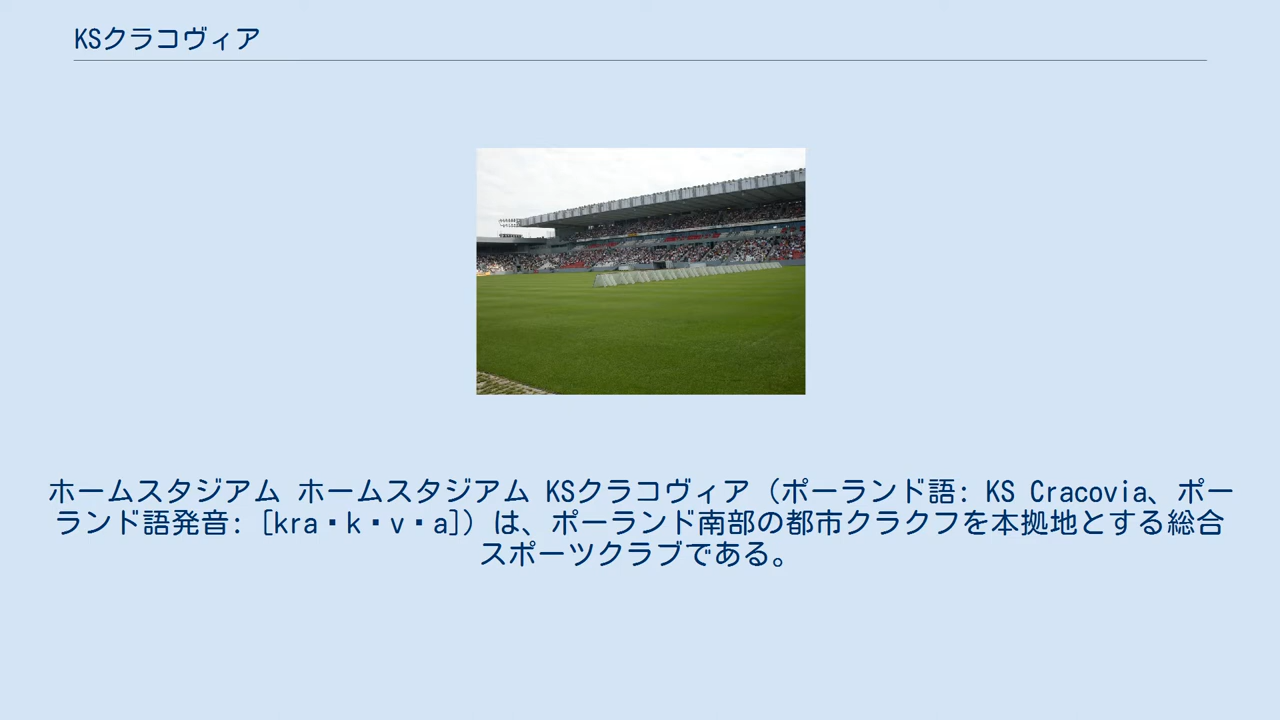 KSクラコヴィア
ホームスタジアム ホームスタジアム KSクラコヴィア（ポーランド語: KS Cracovia、ポー
ランド語発音: [kra▪k▪v▪a]）は、ポーランド南部の都市クラクフを本拠地とする総合
スポーツクラブである。